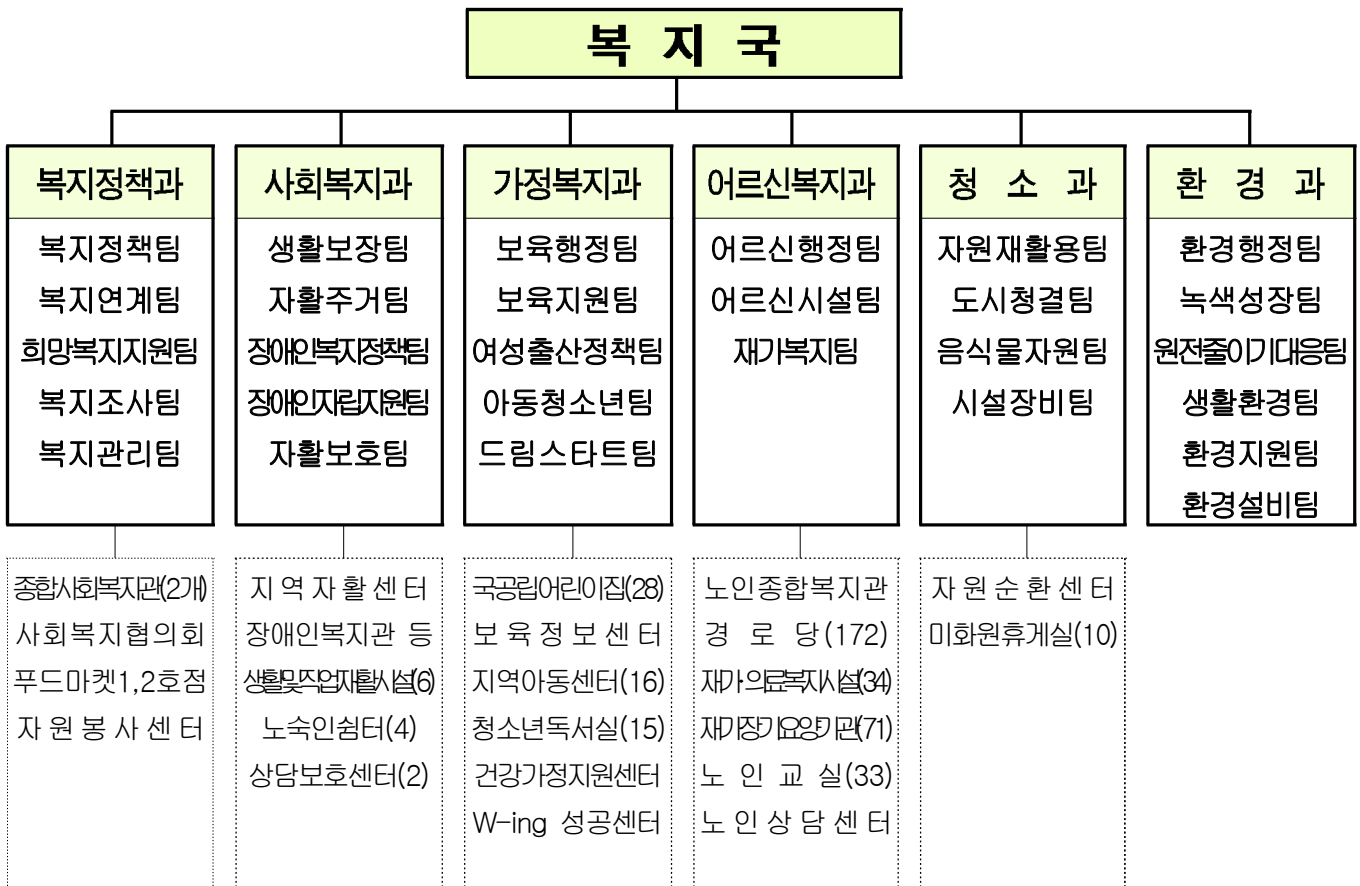 복 지 국
복지정책과
복지정책팀
복지연계팀
희망복지지원팀
복지조사팀
복지관리팀
종합사회복지관(2개)
사회복지협의회
푸드마켓1,2호점
자 원 봉 사 센 터
사회복지과
생활보장팀
자활주거팀
장애인복지정책팀
장애인자립지원팀
자활보호팀
지 역 자 활 센 터
장애인복지관 등
생활및직업재활시설(6)
노숙인쉼터(4)
상담보호센터(2)
가정복지과
보육행정팀
보육지원팀
여성출산정책팀
아동청소년팀
드림스타트팀
국공립어린이집(28)
보 육 정 보 센 터
지역아동센터(16)
청소년독서실(15)
건강가정지원센터
W-ing 성공센터
어르신복지과
어르신행정팀
어르신시설팀
재가복지팀
노인종합복지관
경 로 당(172)
재가·의료복지시설(34)
재가장기요양기관(71)
노 인 교 실(33)
노 인 상 담 센 터
청 소 과
자원재활용팀
도시청결팀
음식물자원팀
시설장비팀
자 원 순 환 센 터
미화원휴게실(10)
환 경 과
환경행정팀
녹색성장팀
원전줄이기대응팀
생활환경팀
환경지원팀
환경설비팀